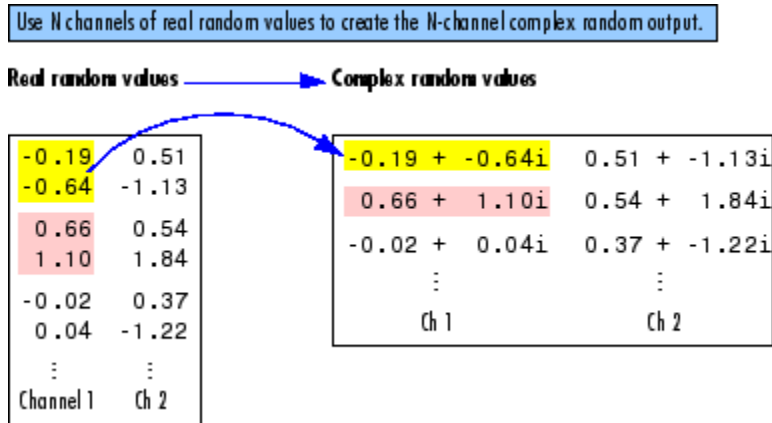 Use N channels of real random values to create the N-channel complex random output.
Real random values Complex random values
-0.19 0.51
-0.64 -1.13
0.66 0.54
1.10 1.84
-0.02 0.37
0.04 -1.22
⋮ ⋮
Channel 1 Ch 2
-0.19 + -0.64i 0.51 + -1.13i
0.66 + 1.10i 0.54 + 1.84i
-0.02 + 0.04i 0.37 + -1.22i
⋮ ⋮
Ch 1 Ch 2